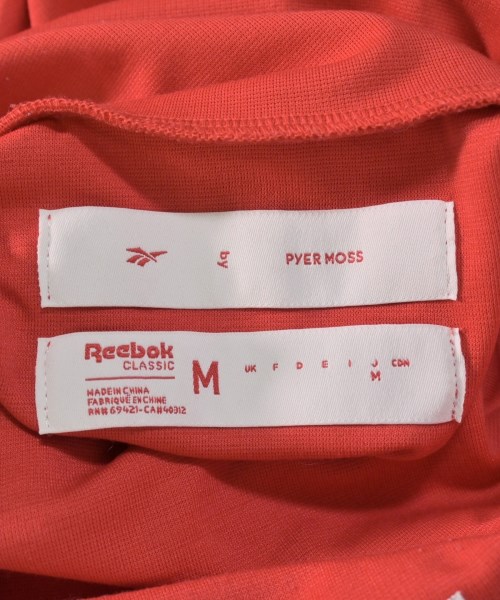 by PYER MOSS
Reebok
CLASSIC
MADE IN CHINA
FABRIQUÉ EN CHINE
RN# 69421-CA#40312
M
UK F D E I J CDN
M